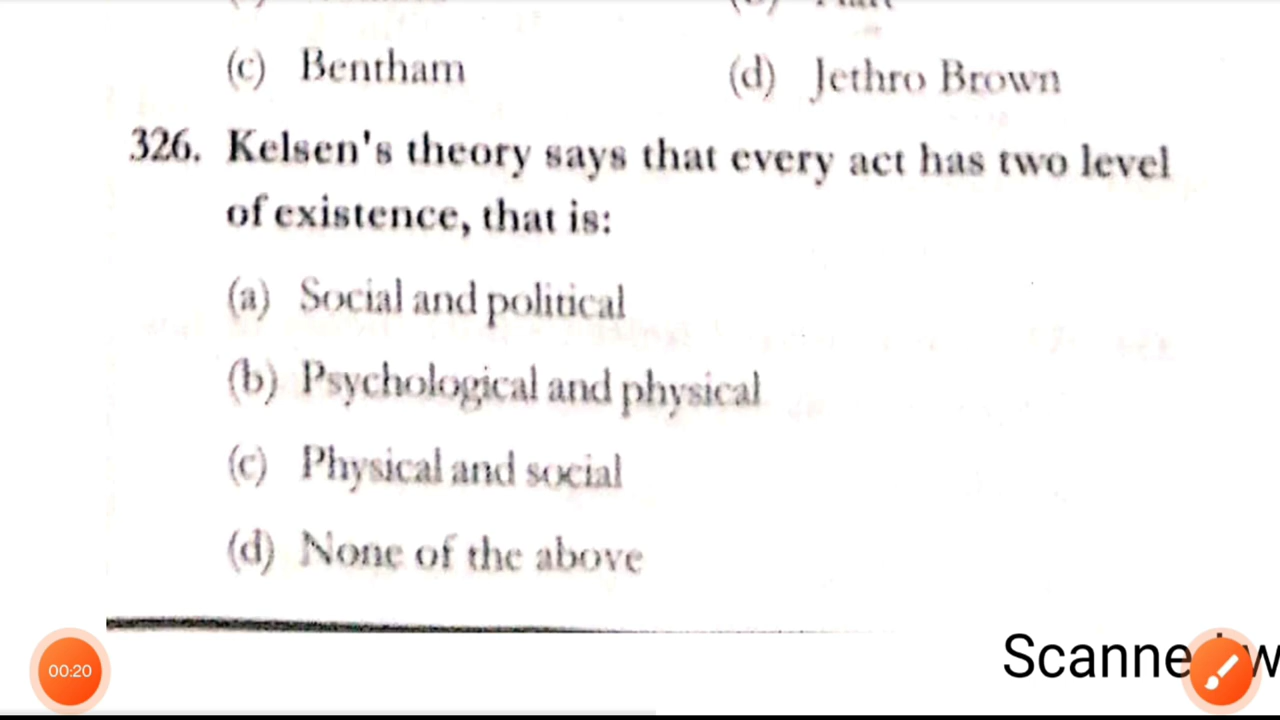 (c) Bentham (d) Jethro Brown
326. Kelsen's theory says that every act has two level
of existence, that is:
(a) Social and political
(b) Psychological and physical
(c) Physical and social
(d) None of the above
00:20